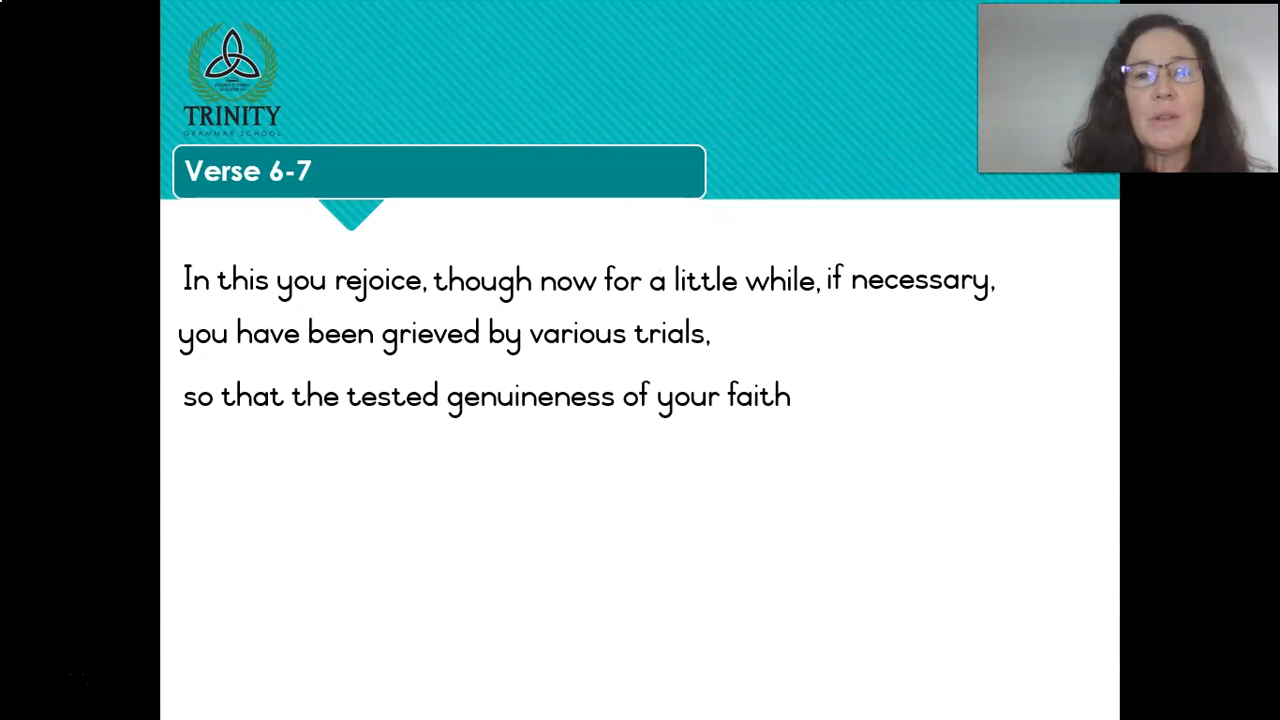 TRINITY
GRAMMAR SCHOOL
Verse 6-7
In this you rejoice, though now for a little while, if necessary,
you have been grieved by various trials,
so that the tested genuineness of your faith